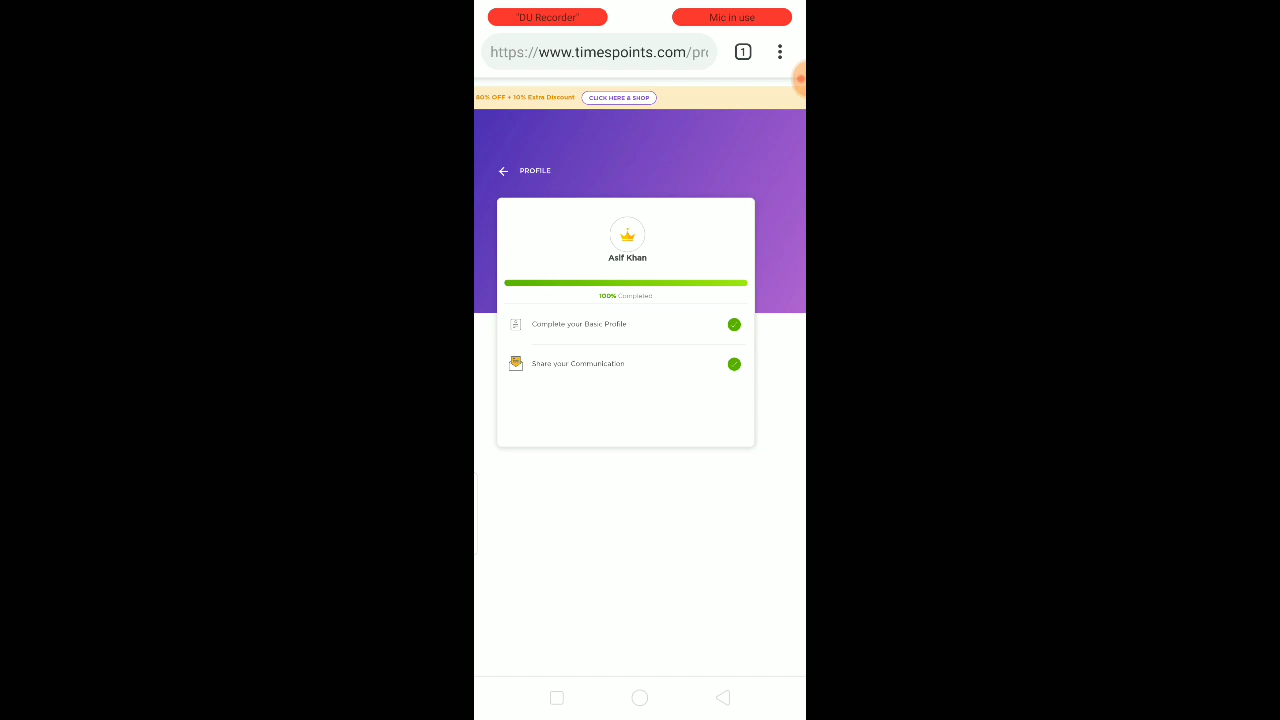 "DU Recorder"
Mic in use
https://www.timespoints.com/pr
1
80% OFF + 10% Extra Discount
CLICK HERE & SHOP
PROFILE
Asif Khan
100% Completed
Complete your Basic Profile
Share your Communication